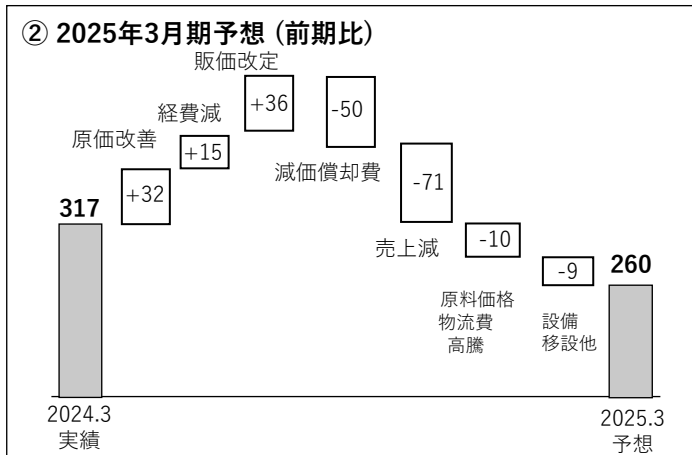 ② 2025年3月期予想 (前期比)
販価改定
+36
-50
経費減
+15
原価改善
+32
減価償却費
-71
317
売上減
-10
-9
260
原料価格
物流費
高騰
設備
移設他
2024.3
実績
2025.3
予想